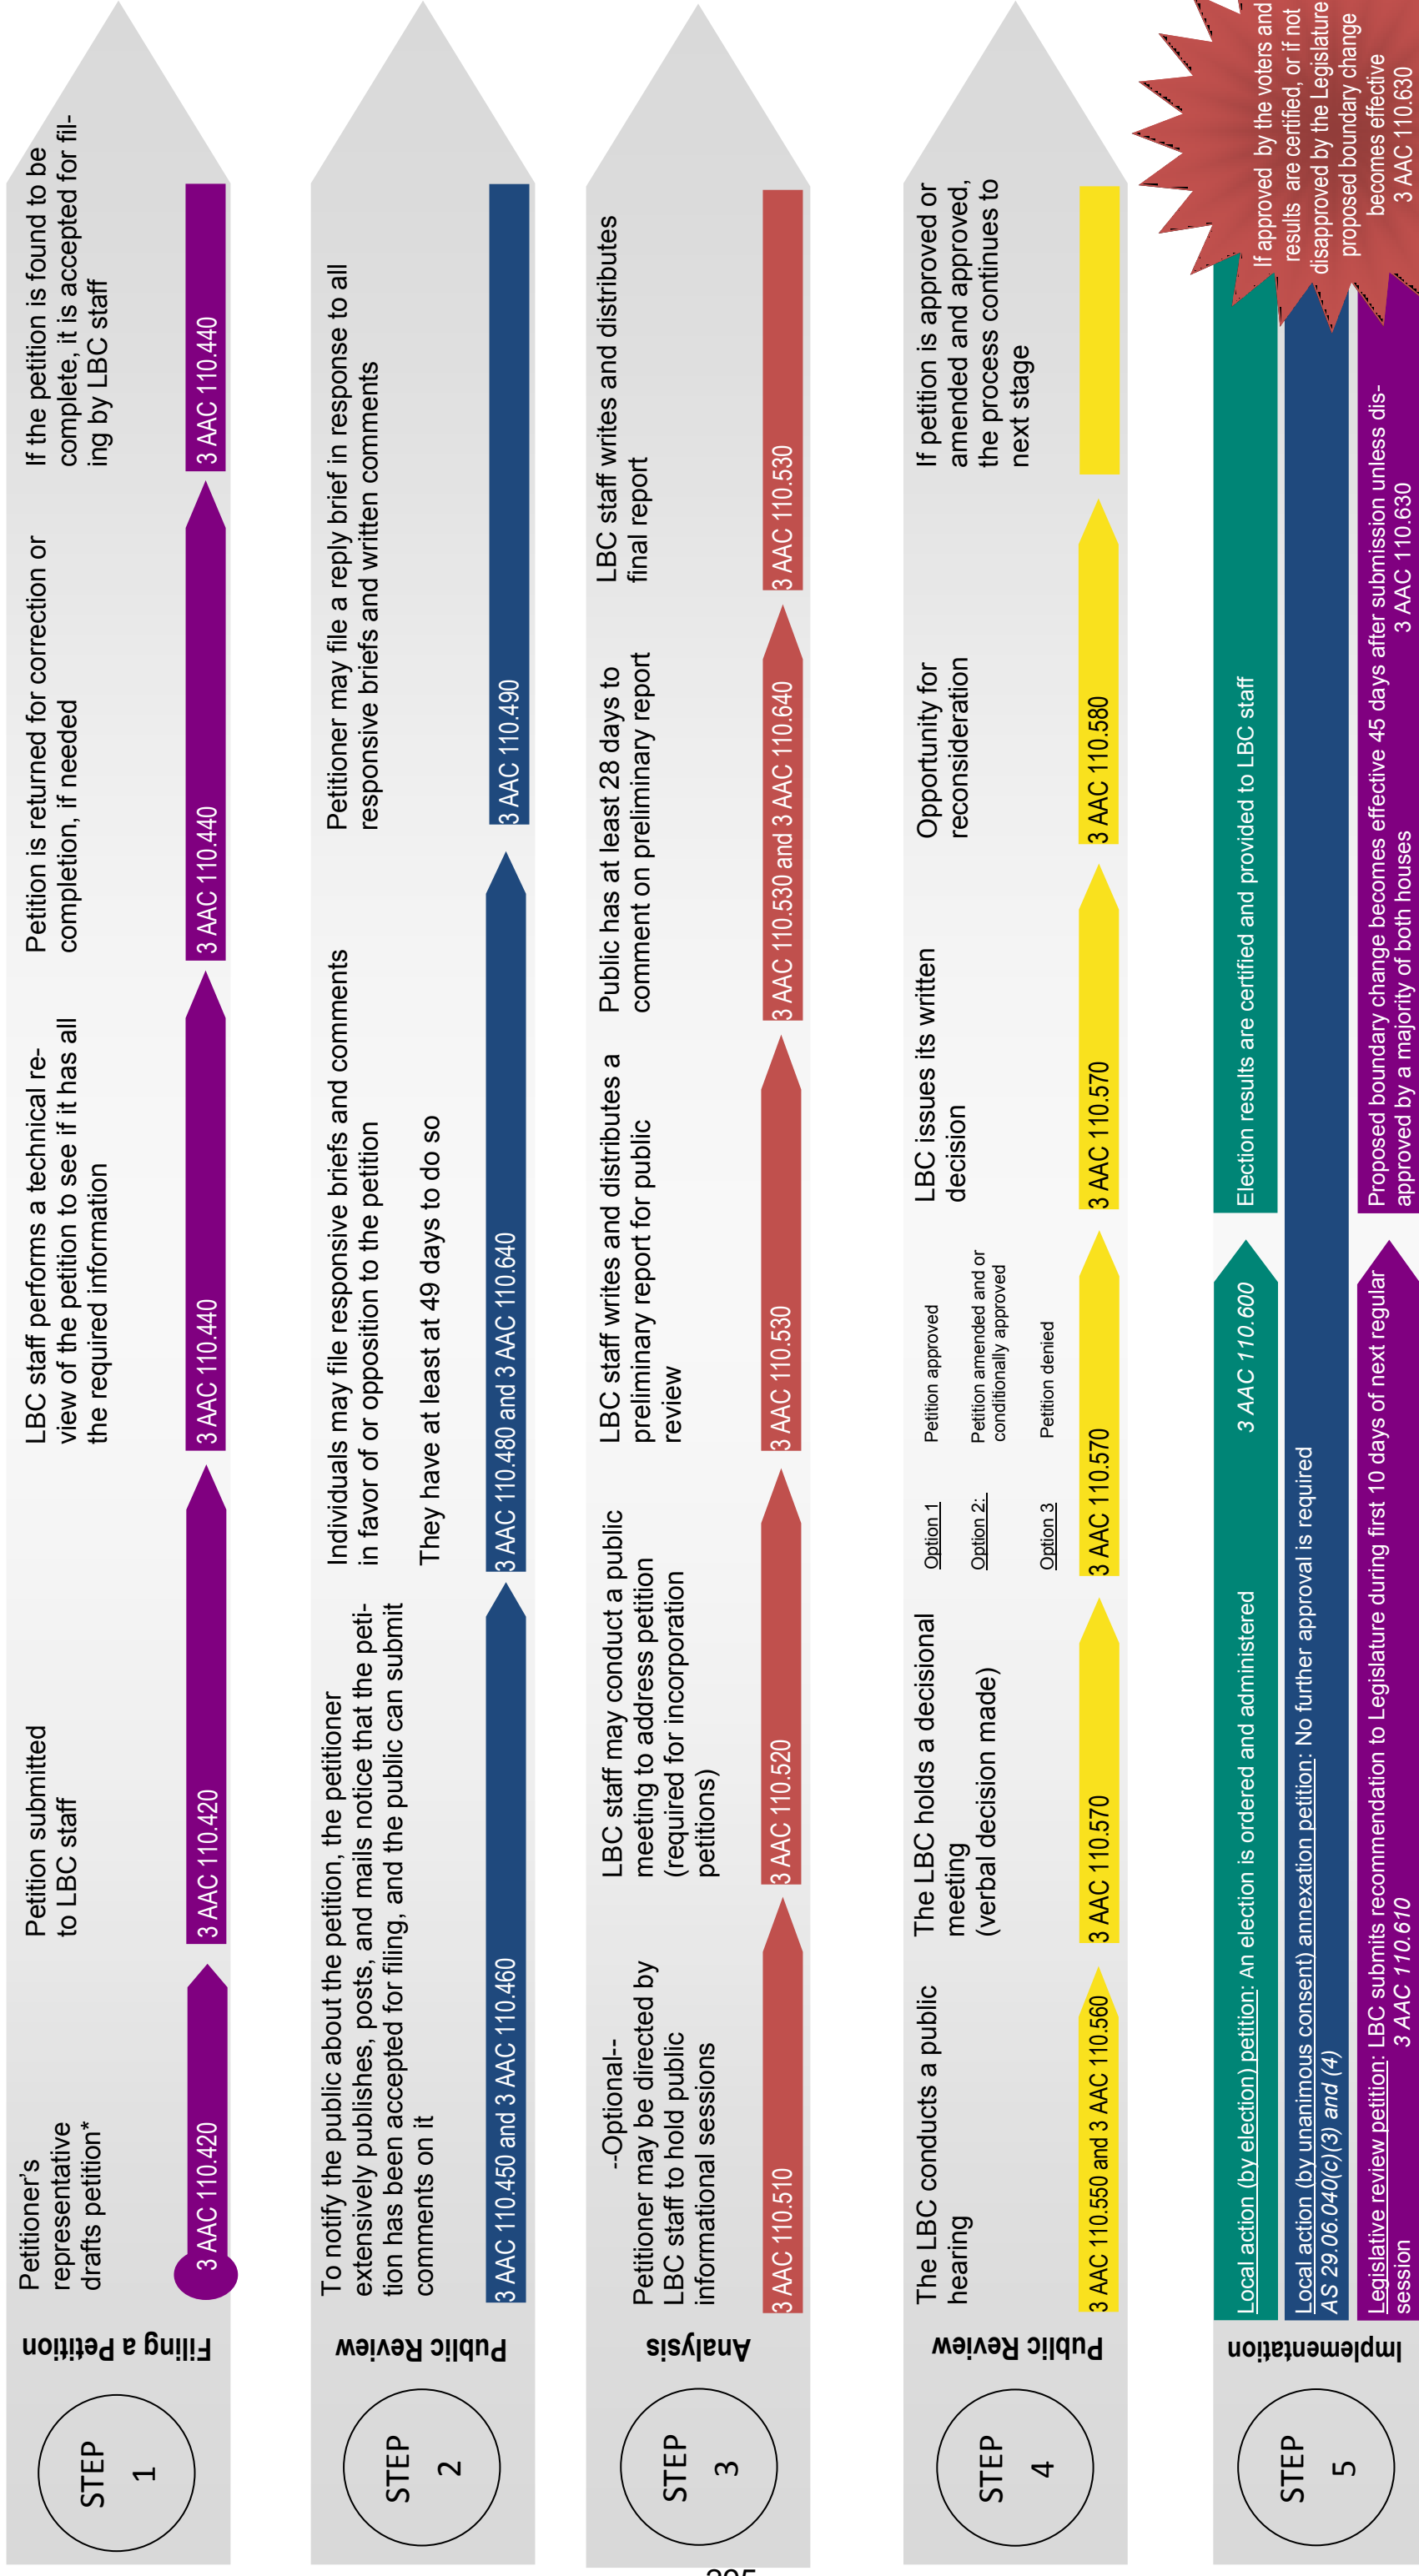 STEP
1
Filing a Petition
Petitioner's
representative
drafts petition*
3 AAC 110.420
Petition submitted
to LBC staff
3 AAC 110.420
LBC staff performs a technical re-
view of the petition to see if it has all
the required information
3 AAC 110.440
Petition is returned for correction or
completion, if needed
3 AAC 110.440
If the petition is found to be
complete, it is accepted for fil-
ing by LBC staff
3 AAC 110.440
STEP
2
Public Review
To notify the public about the petition, the petitioner
extensively publishes, posts, and mails notice that the peti-
tion has been accepted for filing, and the public can submit
comments on it
3 AAC 110.450 and 3 AAC 110.460
Individuals may file responsive briefs and comments
in favor of or opposition to the petition
They have at least at 49 days to do so
3 AAC 110.480 and 3 AAC 110.640
Petitioner may file a reply brief in response to all
responsive briefs and written comments
3 AAC 110.490
STEP
3
Analysis
--Optional--
Petitioner may be directed by
LBC staff to hold public
informational sessions
3 AAC 110.510
LBC staff may conduct a public
meeting to address petition
(required for incorporation
petitions)
3 AAC 110.520
LBC staff writes and distributes a
preliminary report for public
review
3 AAC 110.530
Public has at least 28 days to
comment on preliminary report
3 AAC 110.530 and 3 AAC 110.640
LBC staff writes and distributes
final report
3 AAC 110.530
STEP
4
Public Review
The LBC conducts a public
hearing
3 AAC 110.550 and 3 AAC 110.560
The LBC holds a decisional
meeting
(verbal decision made)
3 AAC 110.570
Option 1 Petition approved
Option 2: Petition amended and or
conditionally approved
Option 3 Petition denied
3 AAC 110.570
LBC issues its written
decision
3 AAC 110.570
Opportunity for
reconsideration
3 AAC 110.580
If petition is approved or
amended and approved,
the process continues to
next stage
STEP
5
Implementation
Local action (by election) petition: An election is ordered and administered 3 AAC 110.600
Election results are certified and provided to LBC staff
Local action (by unanimous consent) annexation petition: No further approval is required
AS 29.06.040(c)(3) and (4)
Legislative review petition: LBC submits recommendation to Legislature during first 10 days of next regular
session 3 AAC 110.610
Proposed boundary change becomes effective 45 days after submission unless dis-
approved by a majority of both houses 3 AAC 110.630
If approved by the voters and
results are certified, or if not
disapproved by the Legislature
proposed boundary change
becomes effective
3 AAC 110.630